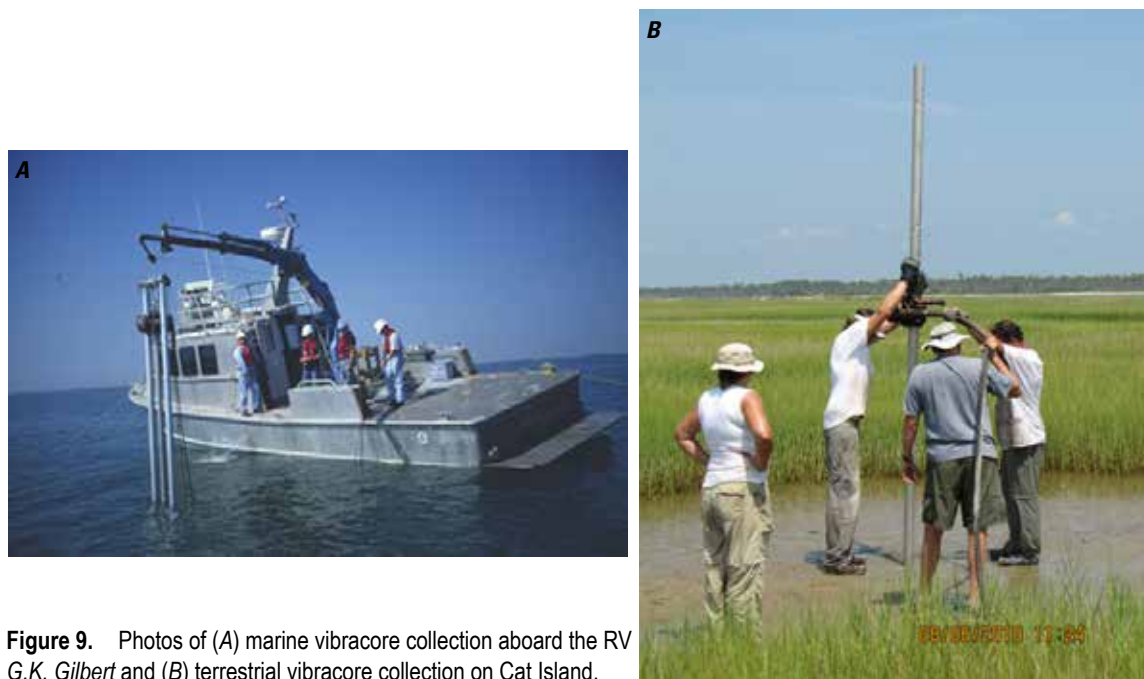 A
B
Figure 9. Photos of (A) marine vibracore collection aboard the RV
G.K. Gilbert and (B) terrestrial vibracore collection on Cat Island.